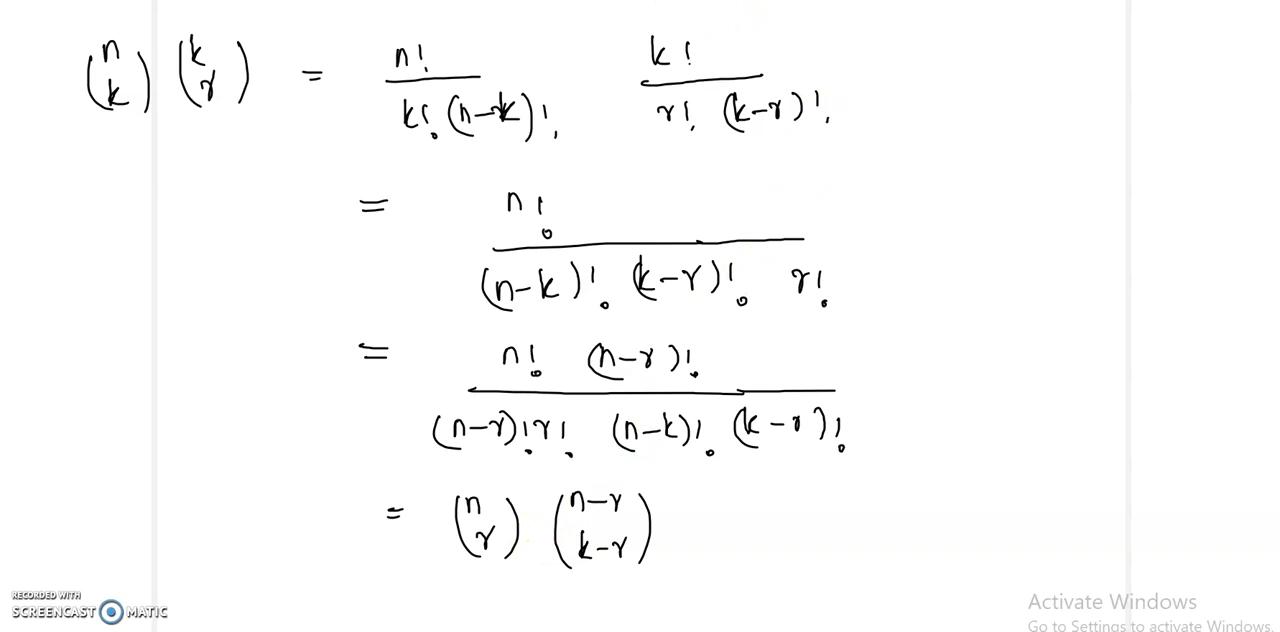 (n k) (k r) = n! / k! (n-k)! k! / r! (k-r)!
= n! / (n-k)! (k-r)! r!
= n! (n-r)! / (n-r)! r! (n-k)! (k-r)!
= (n r) (n-r k-r)
RECORDED WITH
SCREENCAST MATIC
Activate Windows
Go to Settings to activate Windows.